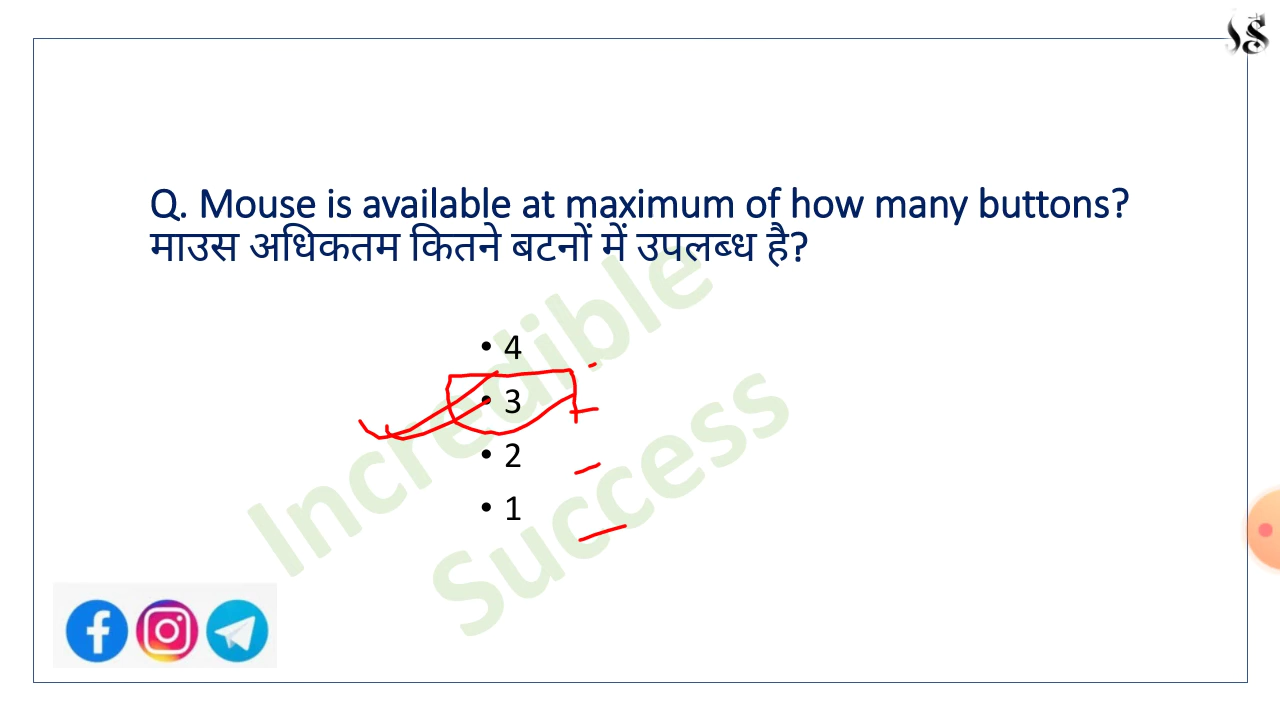 Q. Mouse is available at maximum of how many buttons?
माउस अधिकतम कितने बटनों में उपलब्ध है?
• 4
• 3
• 2
• 1
Incredible
Success